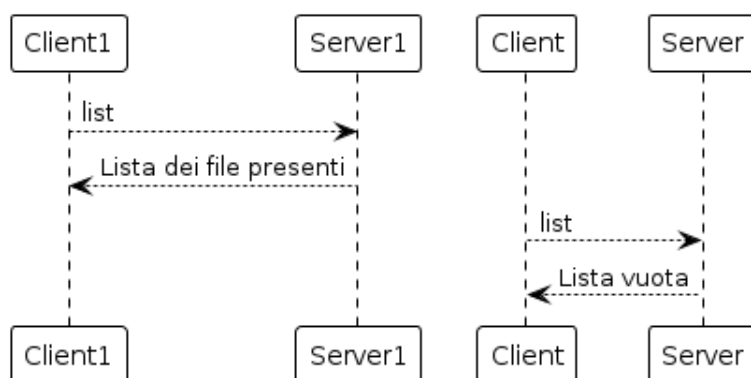 Client1 Server1 Client Server
list
Lista dei file presenti
list
Lista vuota
Client1 Server1 Client Server